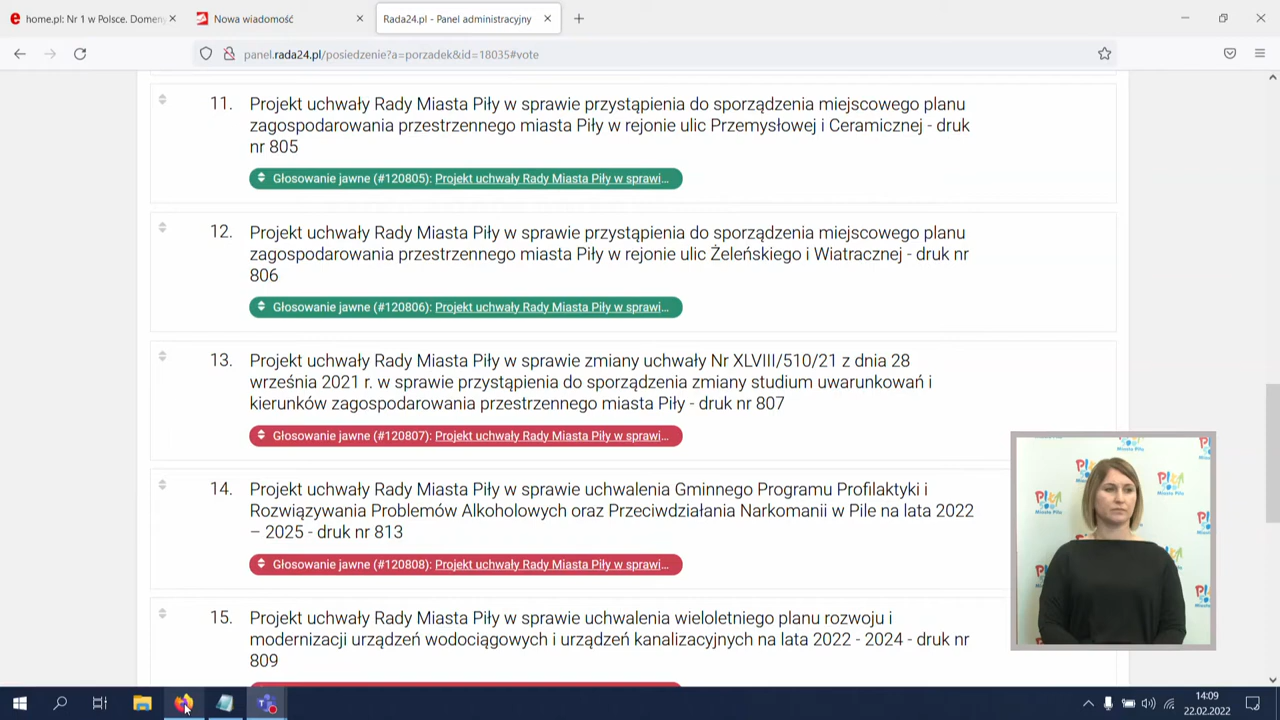 home.pl: Nr 1 w Polsce. Domeny
Nowa wiadomość
Rada24.pl - Panel administracyjny
panel.rada24.pl/posiedzenie?a=porzadek&id=18035#vote
11. Projekt uchwały Rady Miasta Piły w sprawie przystąpienia do sporządzenia miejscowego planu
zagospodarowania przestrzennego miasta Piły w rejonie ulic Przemysłowej i Ceramicznej - druk
nr 805
Głosowanie jawne (#120805): Projekt uchwały Rady Miasta Piły w sprawi...
12. Projekt uchwały Rady Miasta Piły w sprawie przystąpienia do sporządzenia miejscowego planu
zagospodarowania przestrzennego miasta Piły w rejonie ulic Żeleńskiego i Wiatracznej - druk nr
806
Głosowanie jawne (#120806): Projekt uchwały Rady Miasta Piły w sprawi...
13. Projekt uchwały Rady Miasta Piły w sprawie zmiany uchwały Nr XLVIII/510/21 z dnia 28
września 2021 r. w sprawie przystąpienia do sporządzenia zmiany studium uwarunkowań i
kierunków zagospodarowania przestrzennego miasta Piły - druk nr 807
Głosowanie jawne (#120807): Projekt uchwały Rady Miasta Piły w sprawi...
14. Projekt uchwały Rady Miasta Piły w sprawie uchwalenia Gminnego Programu Profilaktyki i
Rozwiązywania Problemów Alkoholowych oraz Przeciwdziałania Narkomanii w Pile na lata 2022
– 2025 - druk nr 813
Głosowanie jawne (#120808): Projekt uchwały Rady Miasta Piły w sprawi...
15. Projekt uchwały Rady Miasta Piły w sprawie uchwalenia wieloletniego planu rozwoju i
modernizacji urządzeń wodociągowych i urządzeń kanalizacyjnych na lata 2022 - 2024 - druk nr
809
14:09
22.02.2022